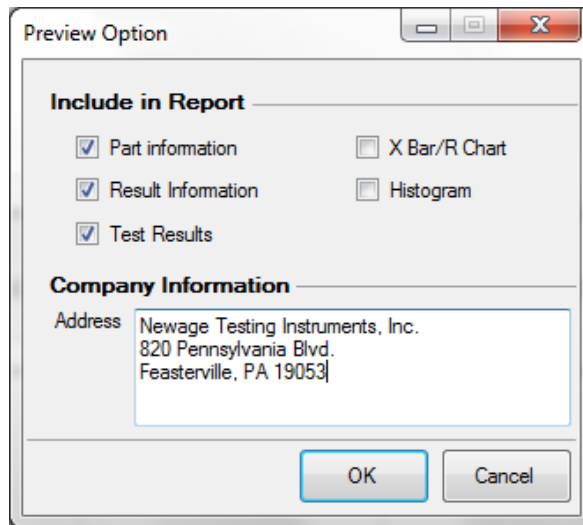 Preview Option
Include in Report
Part information
X Bar/R Chart
Result Information
Histogram
Test Results
Company Information
Address
Newage Testing Instruments, Inc.
820 Pennsylvania Blvd.
Feasterville, PA 19053
OK
Cancel